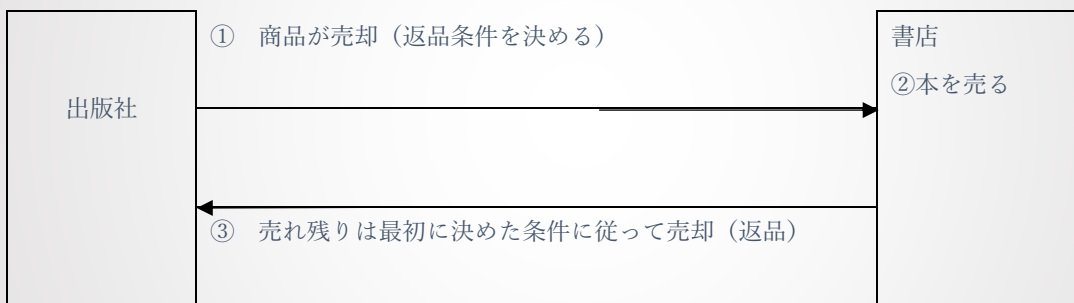 ① 商品が売却（返品条件を決める）
書店
②本を売る
出版社
③ 売れ残りは最初に決めた条件に従って売却（返品）